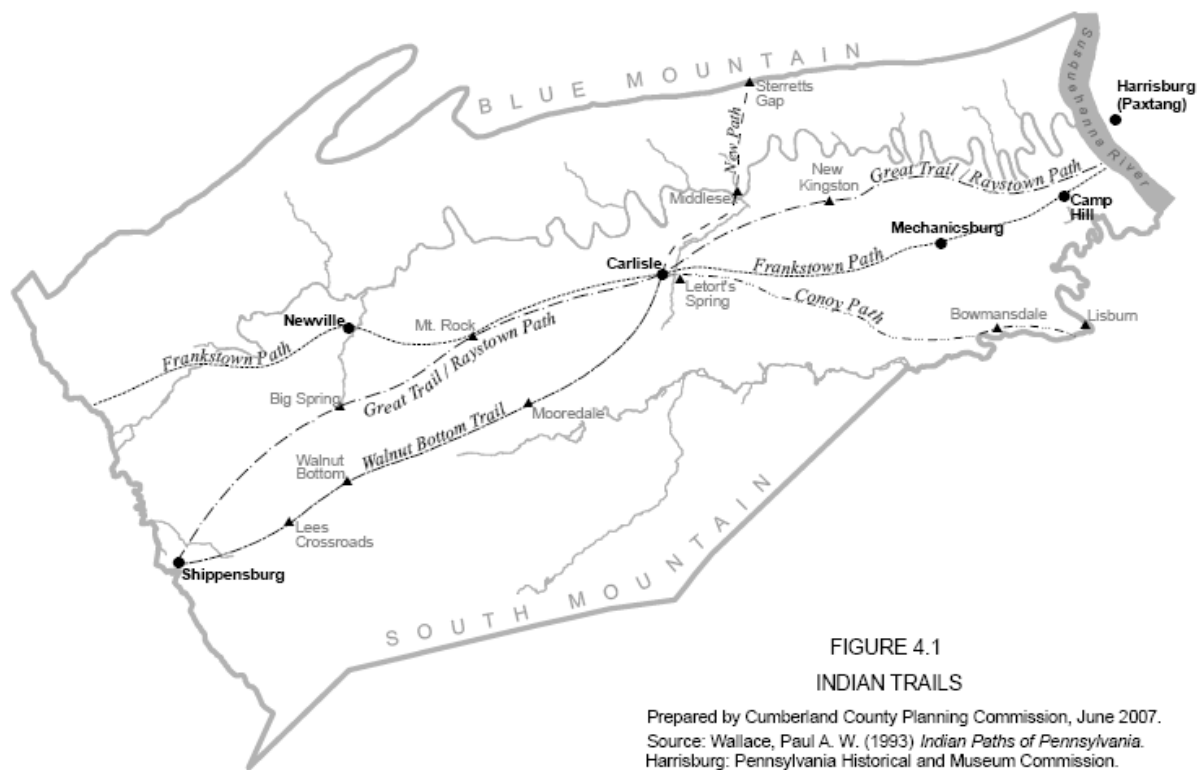 BLUE MOUNTAIN
Sterretts
Gap
Susquehanna River
Harrisburg
(Paxtang)
New Path
Middlesex
New
Kingston
Great Trail / Raystown Path
Camp
Hill
Mechanicsburg
Carlisle
Frankstown Path
Letort's
Spring
Conoy Path
Bowmansdale
Lisburn
Newville
Mt. Rock
Frankstown Path
Great Trail / Raystown Path
Big Spring
Mooredale
Walnut Bottom Trail
Walnut
Bottom
Lees
Crossroads
Shippensburg
SOUTH MOUNTAIN
FIGURE 4.1
INDIAN TRAILS
Prepared by Cumberland County Planning Commission, June 2007.
Source: Wallace, Paul A. W. (1993) Indian Paths of Pennsylvania.
Harrisburg: Pennsylvania Historical and Museum Commission.